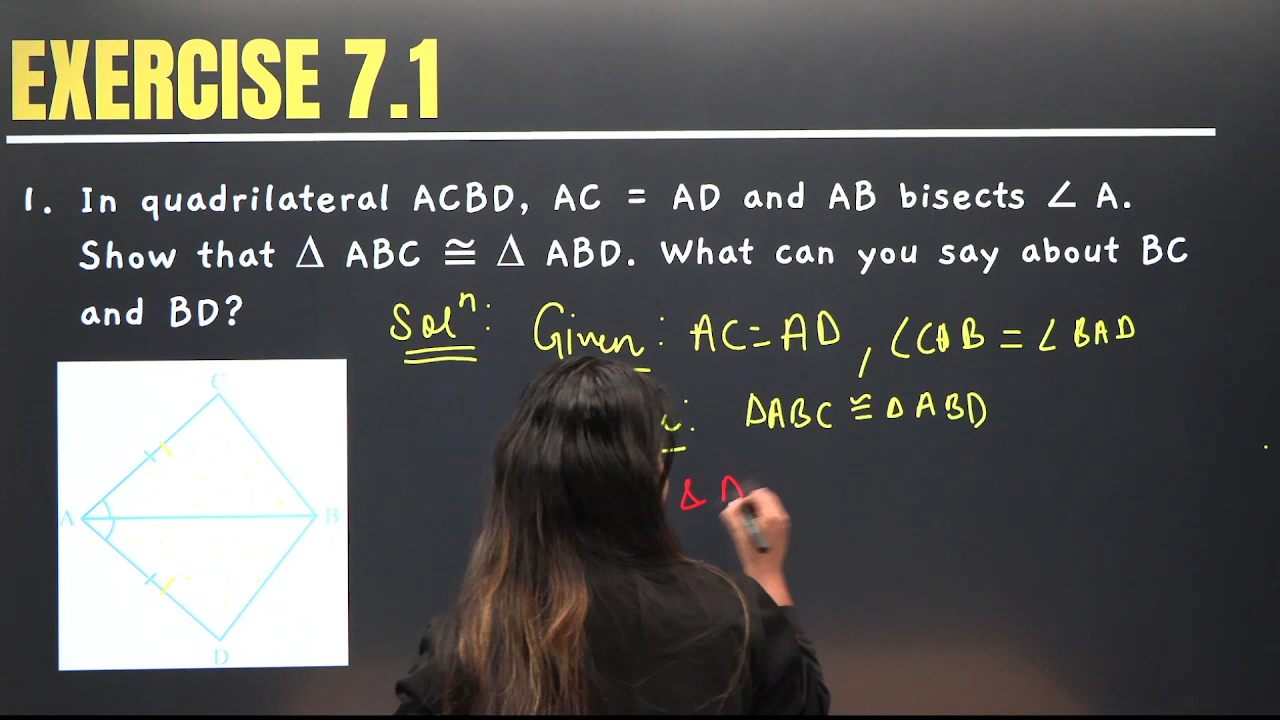 EXERCISE 7.1
1. In quadrilateral ACBD, AC = AD and AB bisects ∠ A.
Show that Δ ABC ≅ Δ ABD. What can you say about BC
and BD?
Solⁿ: Given: AC = AD, ∠CAB = ∠BAD
ΔABC ≅ Δ ABD
&
C
A
B
D